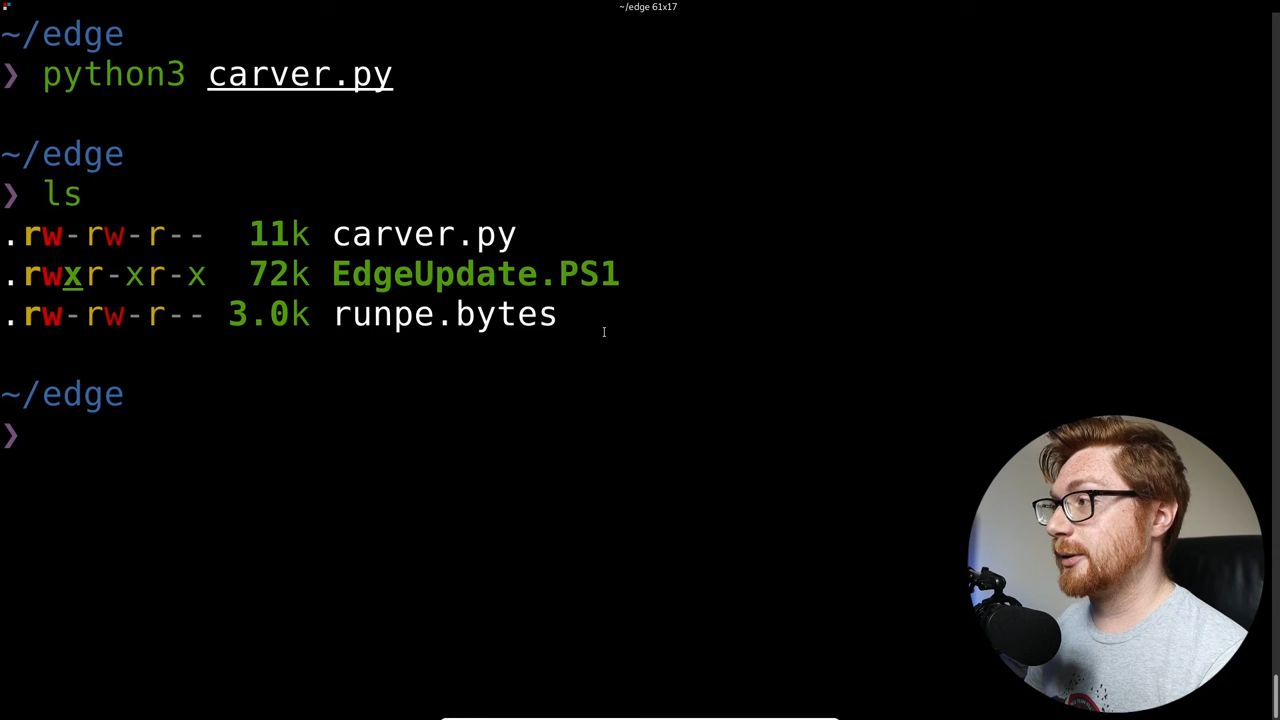 ~/edge 61x17
~/edge
❯ python3 carver.py
~/edge
❯ ls
.rw-rw-r-- 11k carver.py
.rwxr-xr-x 72k EdgeUpdate.PS1
.rw-rw-r-- 3.0k runpe.bytes
~/edge
❯